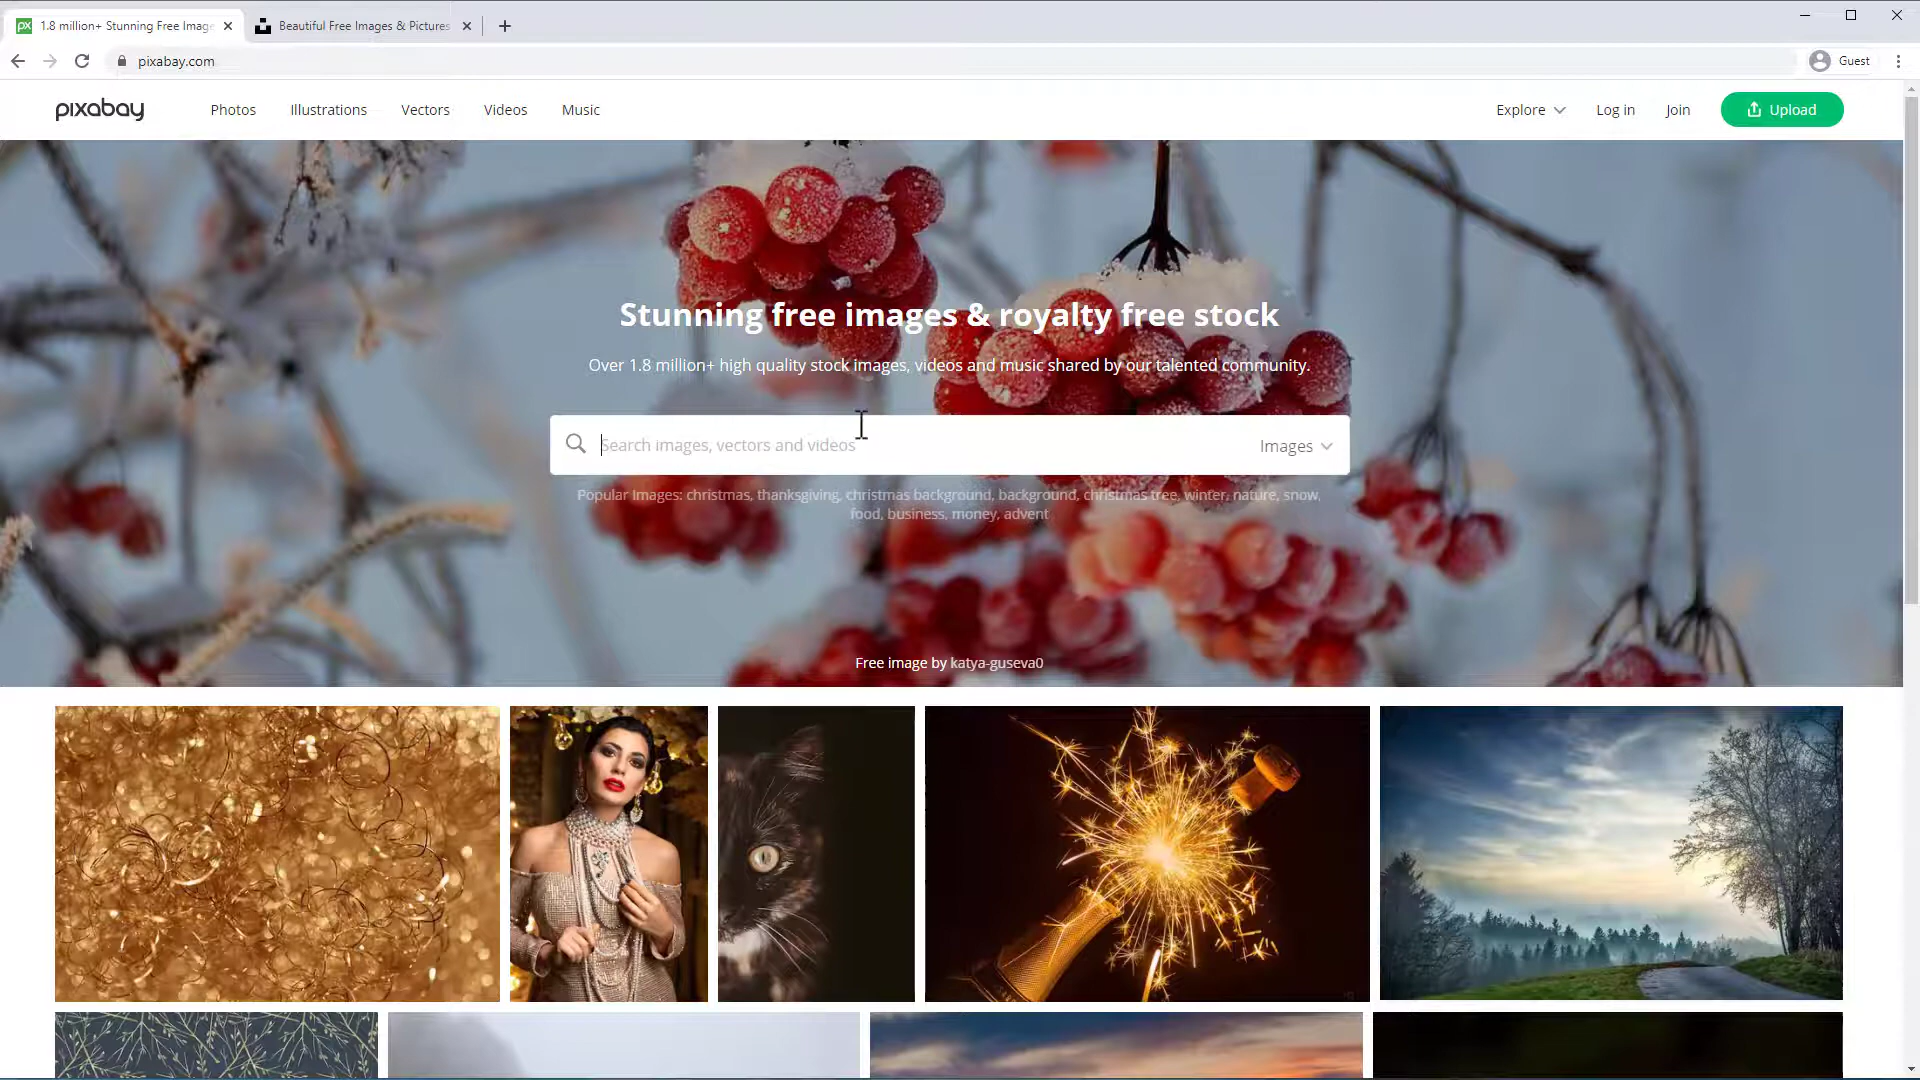 1.8 million+ Stunning Free Image
Beautiful Free Images & Pictures
pixabay.com
Guest
pixabay
Photos
Illustrations
Vectors
Videos
Music
Explore
Log in
Join
Upload
Stunning free images & royalty free stock
Over 1.8 million+ high quality stock images, videos and music shared by our talented community.
Search images, vectors and videos
Images
Popular Images: christmas, thanksgiving, christmas background, background, christmas tree, winter, nature, snow,
food, business, money, advent
Free image by katya-guseva0